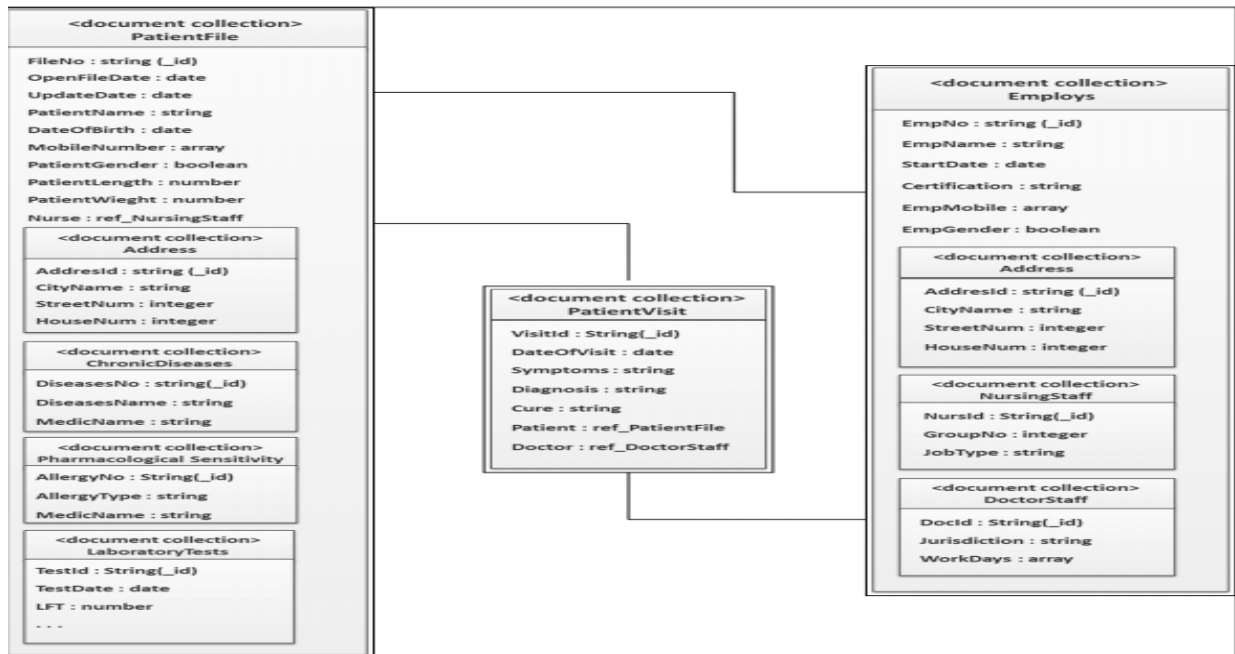 <document collection>
PatientFile
FileNo : string (_id)
OpenFileDate : date
UpdateDate : date
PatientName : string
DateOfBirth : date
MobileNumber : array
PatientGender : boolean
PatientLength : number
PatientWieght : number
Nurse : ref_NursingStaff
<document collection>
Address
AddresId : string (_id)
CityName : string
StreetNum : integer
HouseNum : integer
<document collection>
ChronicDiseases
DiseasesNo : string(_id)
DiseasesName : string
MedicName : string
<document collection>
Pharmacological Sensitivity
AllergyNo : String(_id)
AllergyType : string
MedicName : string
<document collection>
LaboratoryTests
TestId : String(_id)
TestDate : date
LFT : number
. . .
<document collection>
PatientVisit
VisitId : String(_id)
DateOfVisit : date
Symptoms : string
Diagnosis : string
Cure : string
Patient : ref_PatientFile
Doctor : ref_DoctorStaff
<document collection>
Employs
EmpNo : string (_id)
EmpName : string
StartDate : date
Certification : string
EmpMobile : array
EmpGender : boolean
<document collection>
Address
AddresId : string (_id)
CityName : string
StreetNum : integer
HouseNum : integer
<document collection>
NursingStaff
NursId : String(_id)
GroupNo : integer
JobType : string
<document collection>
DoctorStaff
DocId : String(_id)
Jurisdiction : string
WorkDays : array